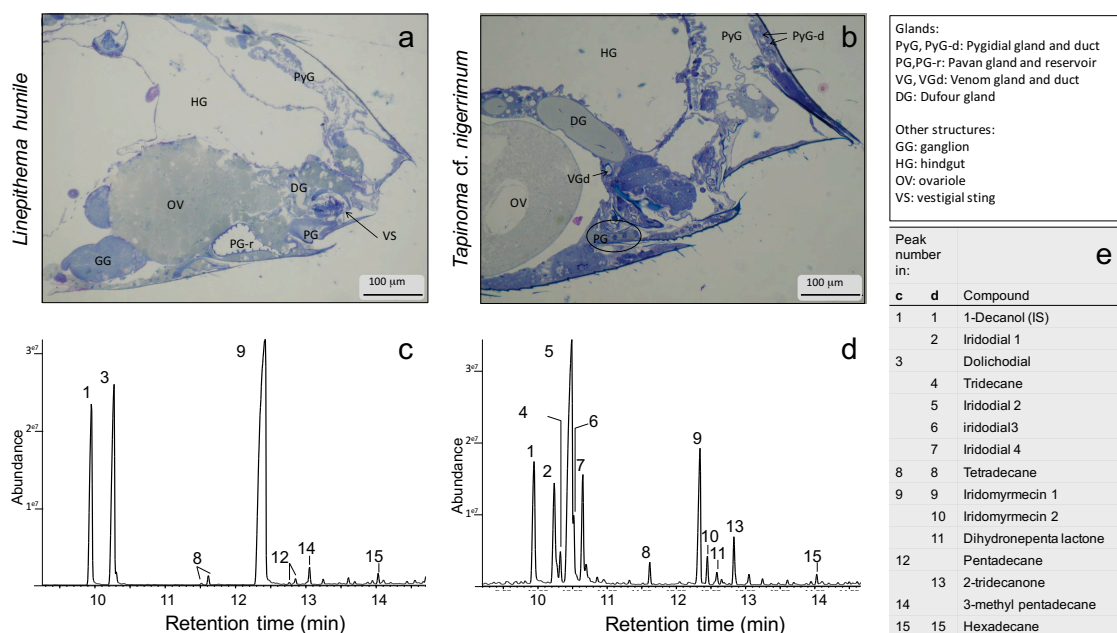 Linepithema humile
a
PyG
HG
OV
DG
PG
PG-r
VS
GG
100 µm
Tapinoma cf. nigerrimum
b
PyG
PyG-d
HG
DG
VGd
OV
PG
100 µm
Glands:
PyG, PyG-d: Pygidial gland and duct
PG,PG-r: Pavan gland and reservoir
VG, VGd: Venom gland and duct
DG: Dufour gland
Other structures:
GG: ganglion
HG: hindgut
OV: ovariole
VS: vestigial sting
c
Abundance
3e7
2e7
1e7
1
3
9
8
12
14
15
10 11 12 13 14
Retention time (min)
d
Abundance
3e7
2e7
1e7
5
4
6
1
2
7
9
8
10
11
13
15
10 11 12 13 14
Retention time (min)
e
Peak
number
in:
c d Compound
1 1 1-Decanol (IS)
2 Iridodial 1
3 Dolichodial
4 Tridecane
5 Iridodial 2
6 iridodial3
7 Iridodial 4
8 8 Tetradecane
9 9 Iridomyrmecin 1
10 Iridomyrmecin 2
11 Dihydronepenta lactone
12 Pentadecane
13 2-tridecanone
14 3-methyl pentadecane
15 15 Hexadecane